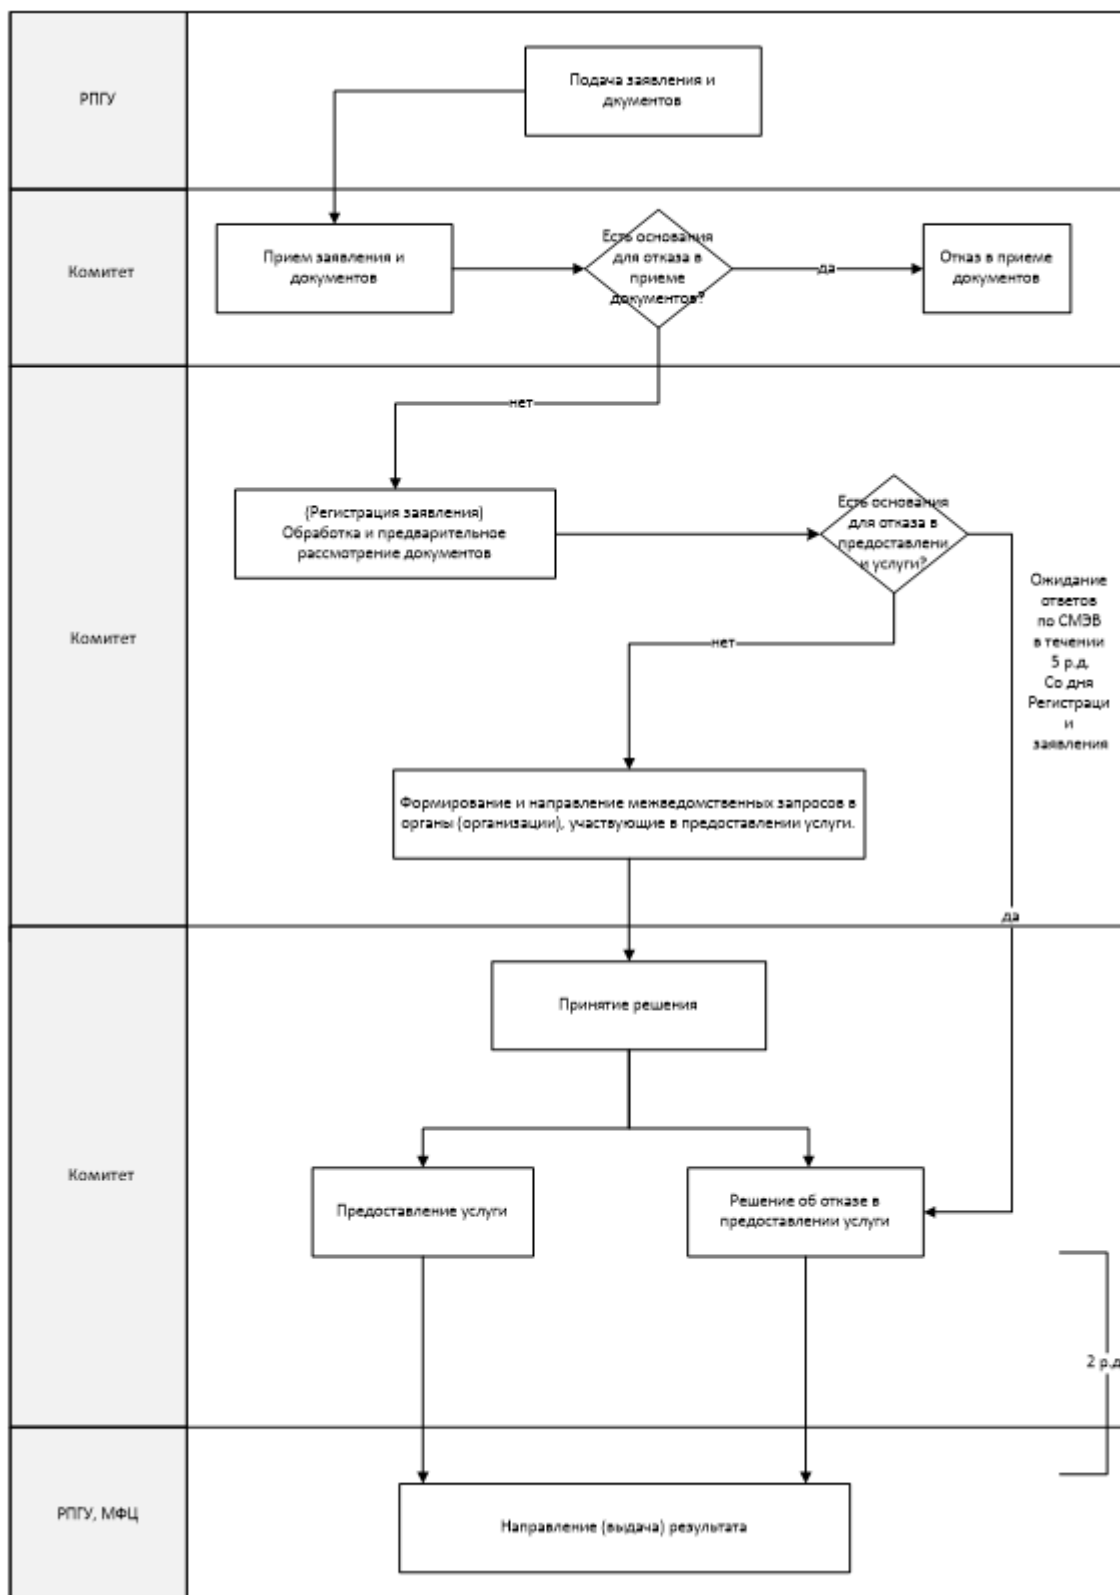 РПГУ
Подача заявления и
дкументов
Комитет
Прием заявления и
документов
Есть основания
для отказа в
приеме
документов?
да
Отказ в приеме
документов
нет
Комитет
(Регистрация заявления)
Обработка и предварительное
рассмотрение документов
Есть основания
для отказа в
предоставлени
и услуги?
Ожидание
ответов
по СМЭВ
в течении
5 р.д.
Со дня
Регистраци
и
заявления
нет
Формирование и направление межведомственных запросов в
органы (организации), участвующие в предоставлении услуги.
да
Комитет
Принятие решения
Предоставление услуги
Решение об отказе в
предоставлении услуги
2 р.д
РПГУ, МФЦ
Направление (выдача) результата